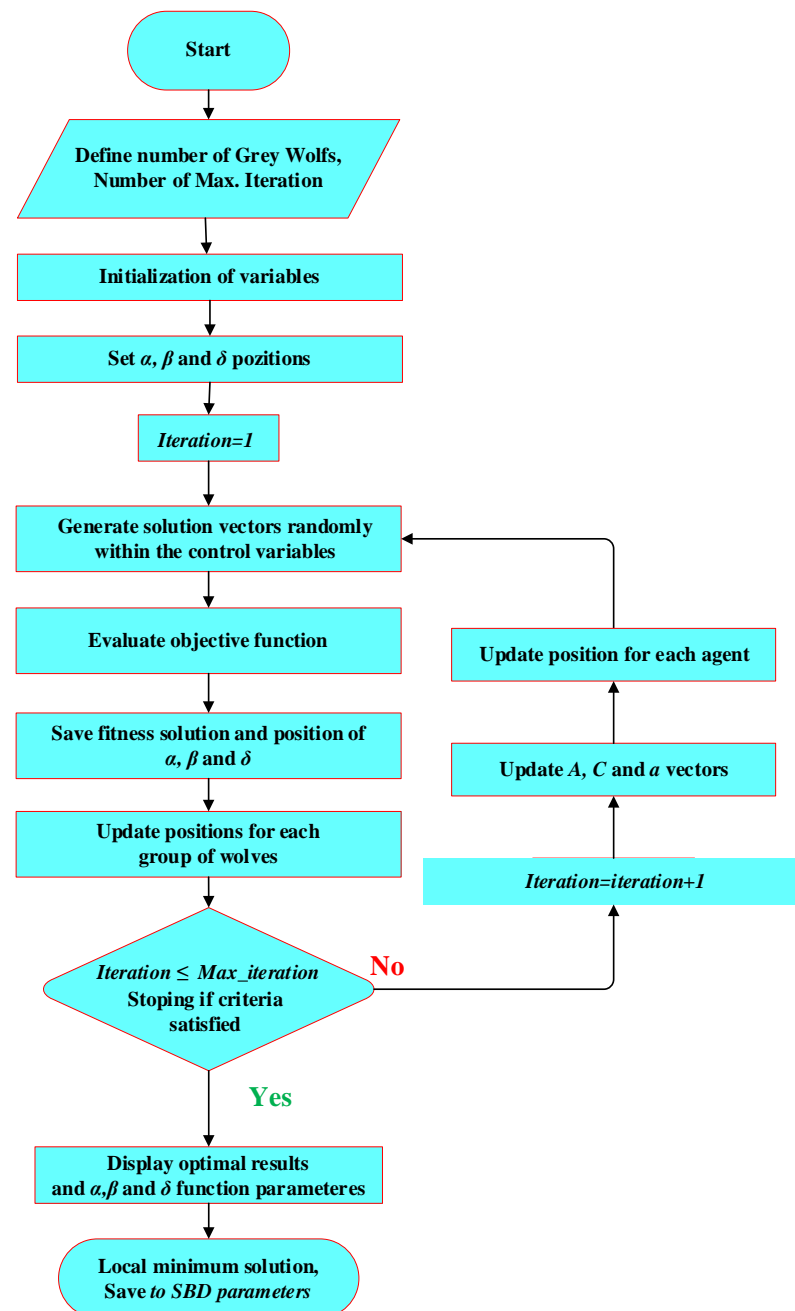 Start
Define number of Grey Wolfs,
Number of Max. Iteration
Initialization of variables
Set α, β and δ pozitions
Iteration=1
Generate solution vectors randomly
within the control variables
Evaluate objective function
Save fitness solution and position of
α, β and δ
Update positions for each
group of wolves
Iteration ≤ Max_iteration
Stoping if criteria
satisfied
No
Iteration=iteration+1
Update A, C and a vectors
Update position for each agent
Yes
Display optimal results
and α,β and δ function parameteres
Local minimum solution,
Save to SBD parameters